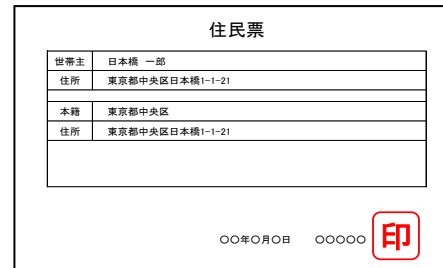 住民票
世帯主 日本橋 一郎
住所 東京都中央区日本橋1-1-21
本籍 東京都中央区
住所 東京都中央区日本橋1-1-21
〇〇年〇月〇日 〇〇〇〇〇 印